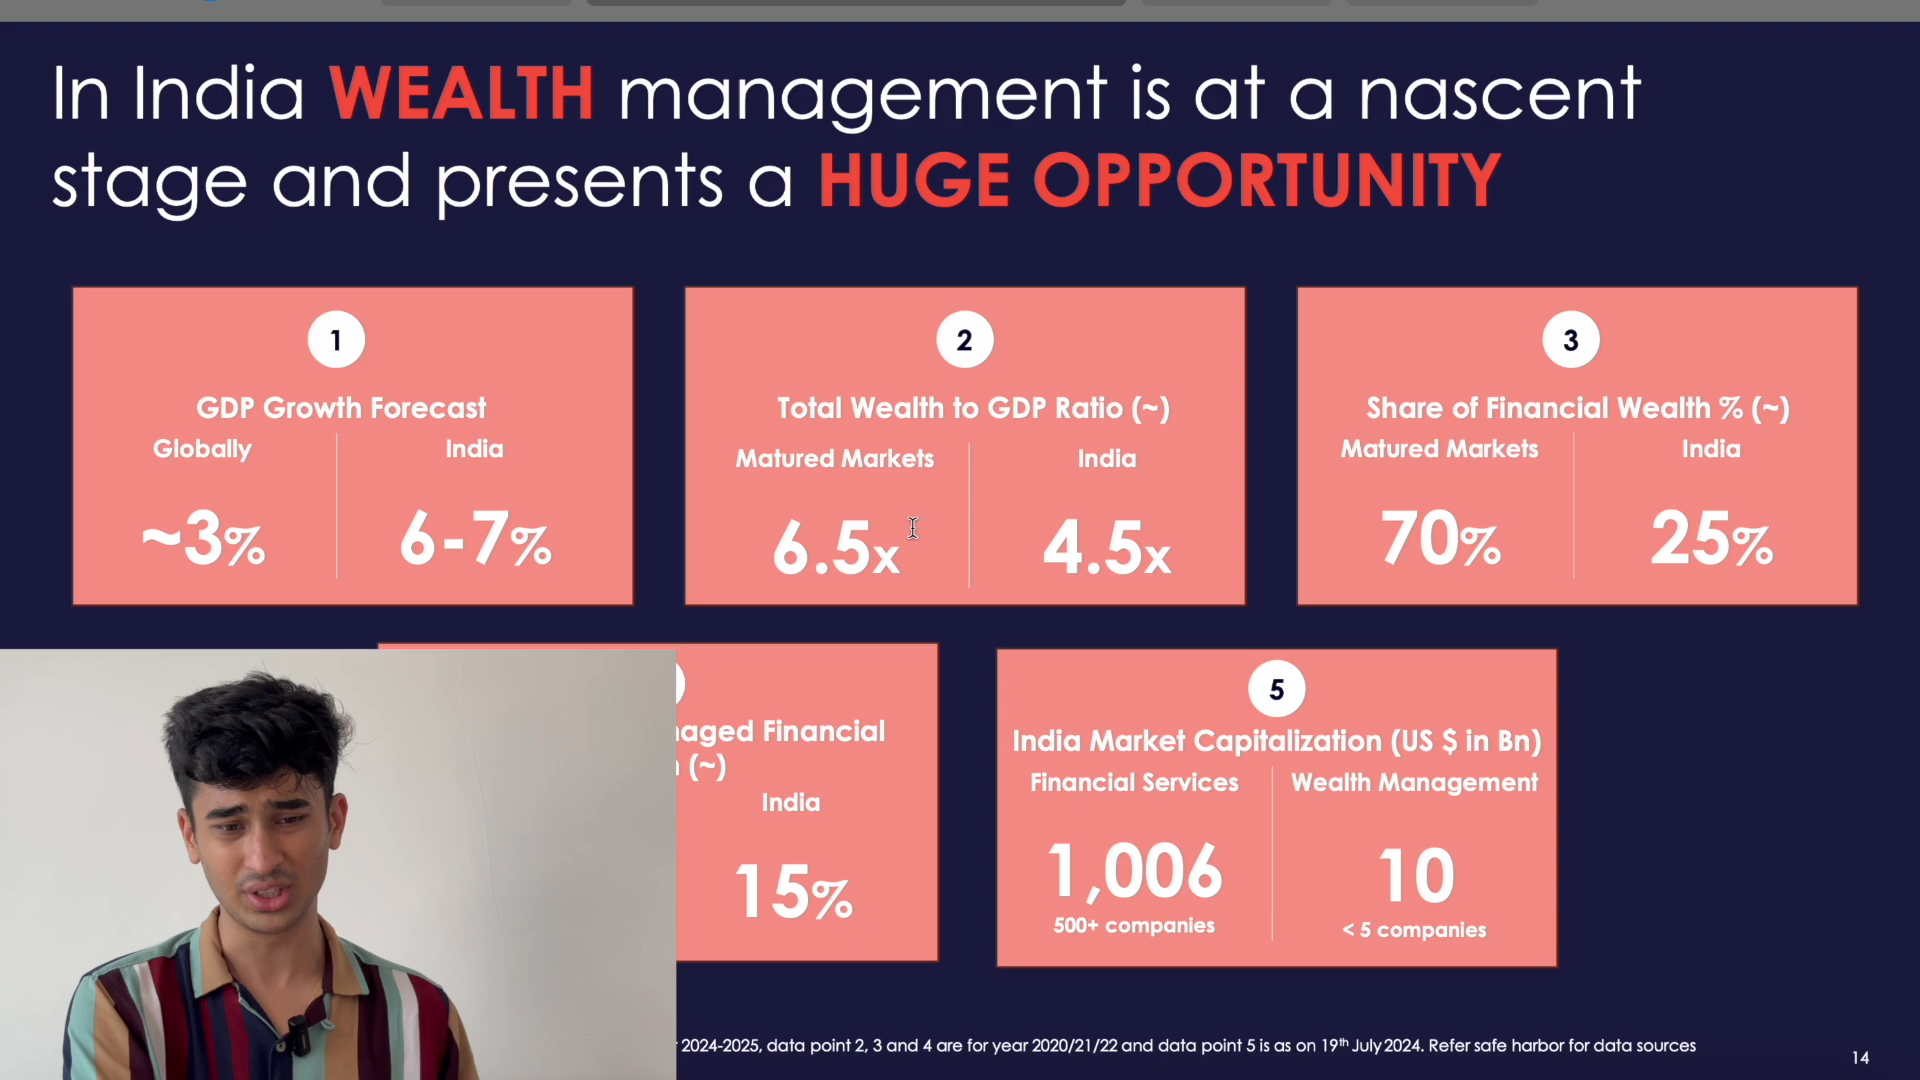 In India WEALTH management is at a nascent
stage and presents a HUGE OPPORTUNITY
1
GDP Growth Forecast
Globally India
~3% 6-7%
2
Total Wealth to GDP Ratio (~)
Matured Markets India
6.5x 4.5x
3
Share of Financial Wealth % (~)
Matured Markets India
70% 25%
Financial
(~)
India
15%
5
India Market Capitalization (US $ in Bn)
Financial Services Wealth Management
1,006 10
500+ companies < 5 companies
2024-2025, data point 2, 3 and 4 are for year 2020/21/22 and data point 5 is as on 19th July 2024. Refer safe harbor for data sources
14